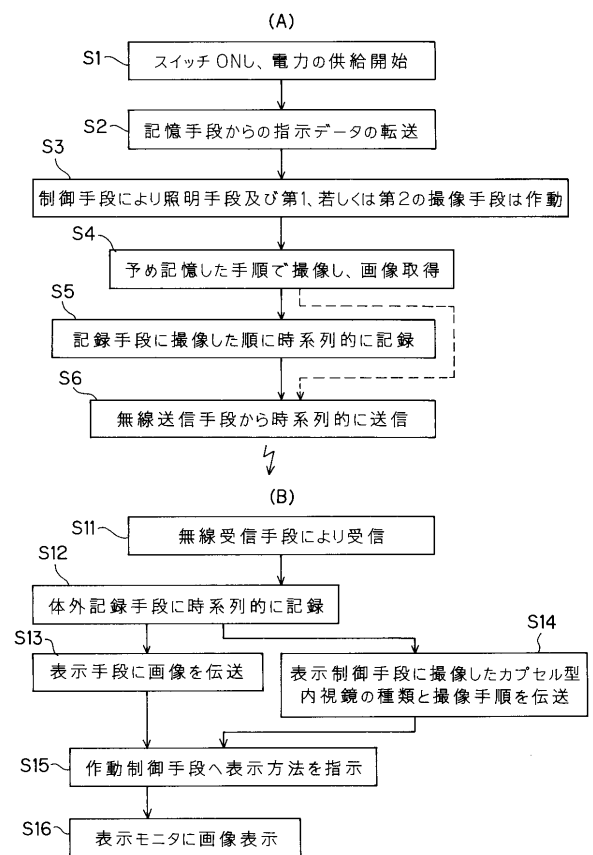 (A)
S1
スイッチONし、電力の供給開始
S2
記憶手段からの指示データの転送
S3
制御手段により照明手段及び第1、若しくは第2の撮像手段は作動
S4
予め記憶した手順で撮像し、画像取得
S5
記録手段に撮像した順に時系列的に記録
S6
無線送信手段から時系列的に送信
(B)
S11
無線受信手段により受信
S12
体外記録手段に時系列的に記録
S13
表示手段に画像を伝送
S14
表示制御手段に撮像したカプセル型
内視鏡の種類と撮像手順を伝送
S15
作動制御手段へ表示方法を指示
S16
表示モニタに画像表示